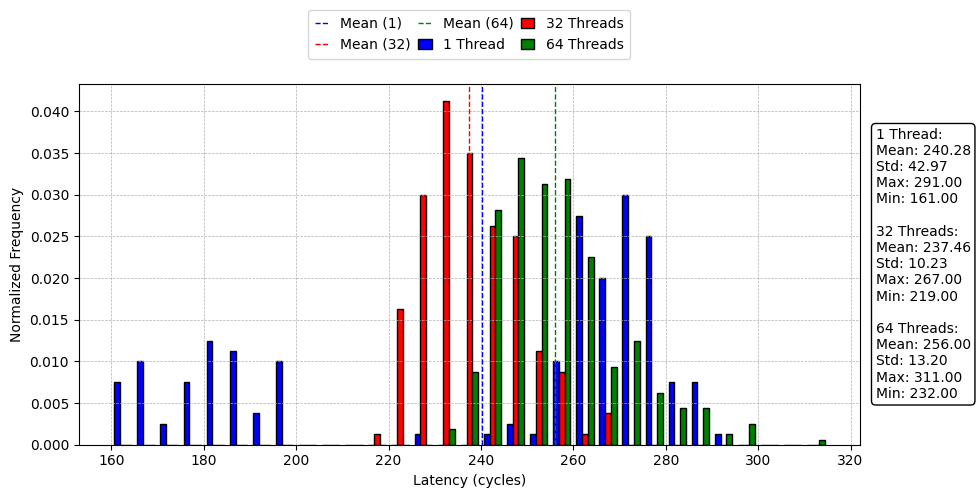 Mean (1)
Mean (32)
Mean (64)
1 Thread
32 Threads
64 Threads
0.040
0.035
0.030
0.025
0.020
0.015
0.010
0.005
0.000
Normalized Frequency
160 180 200 220 240 260 280 300 320
Latency (cycles)
1 Thread:
Mean: 240.28
Std: 42.97
Max: 291.00
Min: 161.00
32 Threads:
Mean: 237.46
Std: 10.23
Max: 267.00
Min: 219.00
64 Threads:
Mean: 256.00
Std: 13.20
Max: 311.00
Min: 232.00